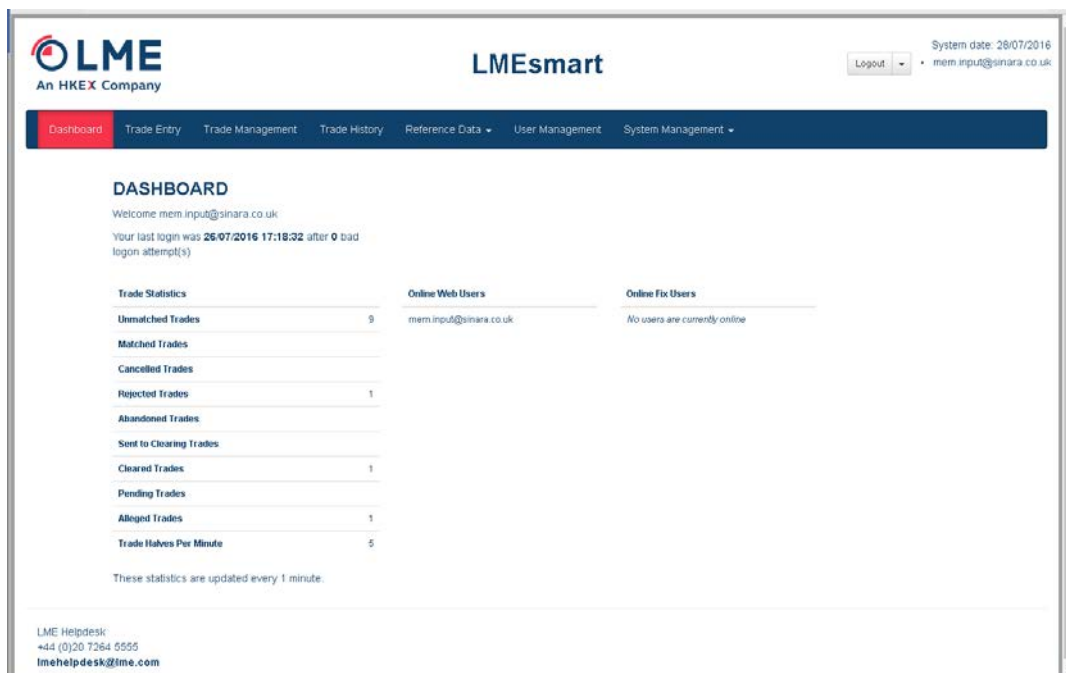 LME
An HKEX Company
LMEsmart
System date: 28/07/2016
Logout
mem.input@sinara.co.uk
Dashboard Trade Entry Trade Management Trade History Reference Data User Management System Management
DASHBOARD
Welcome mem.input@sinara.co.uk
Your last login was 26/07/2016 17:18:32 after 0 bad
logon attempt(s)
Trade Statistics Online Web Users Online Fix Users
Unmatched Trades 9 mem.input@sinara.co.uk No users are currently online
Matched Trades
Cancelled Trades
Rejected Trades 1
Abandoned Trades
Sent to Clearing Trades
Cleared Trades 1
Pending Trades
Alleged Trades 1
Trade Halves Per Minute 5
These statistics are updated every 1 minute.
LME Helpdesk:
+44 (0)20 7264 5555
lmehelpdesk@lme.com